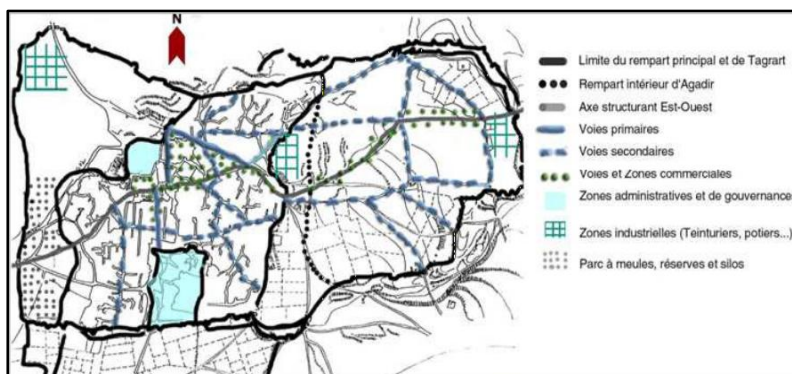 N
Limite du rempart principal et de Tagrart
Rempart intérieur d'Agadir
Axe structurant Est-Ouest
Voies primaires
Voies secondaires
Voies et Zones commerciales
Zones administratives et de gouvernance
Zones industrielles (Teinturiers, potiers...)
Parc à meules, réserves et silos